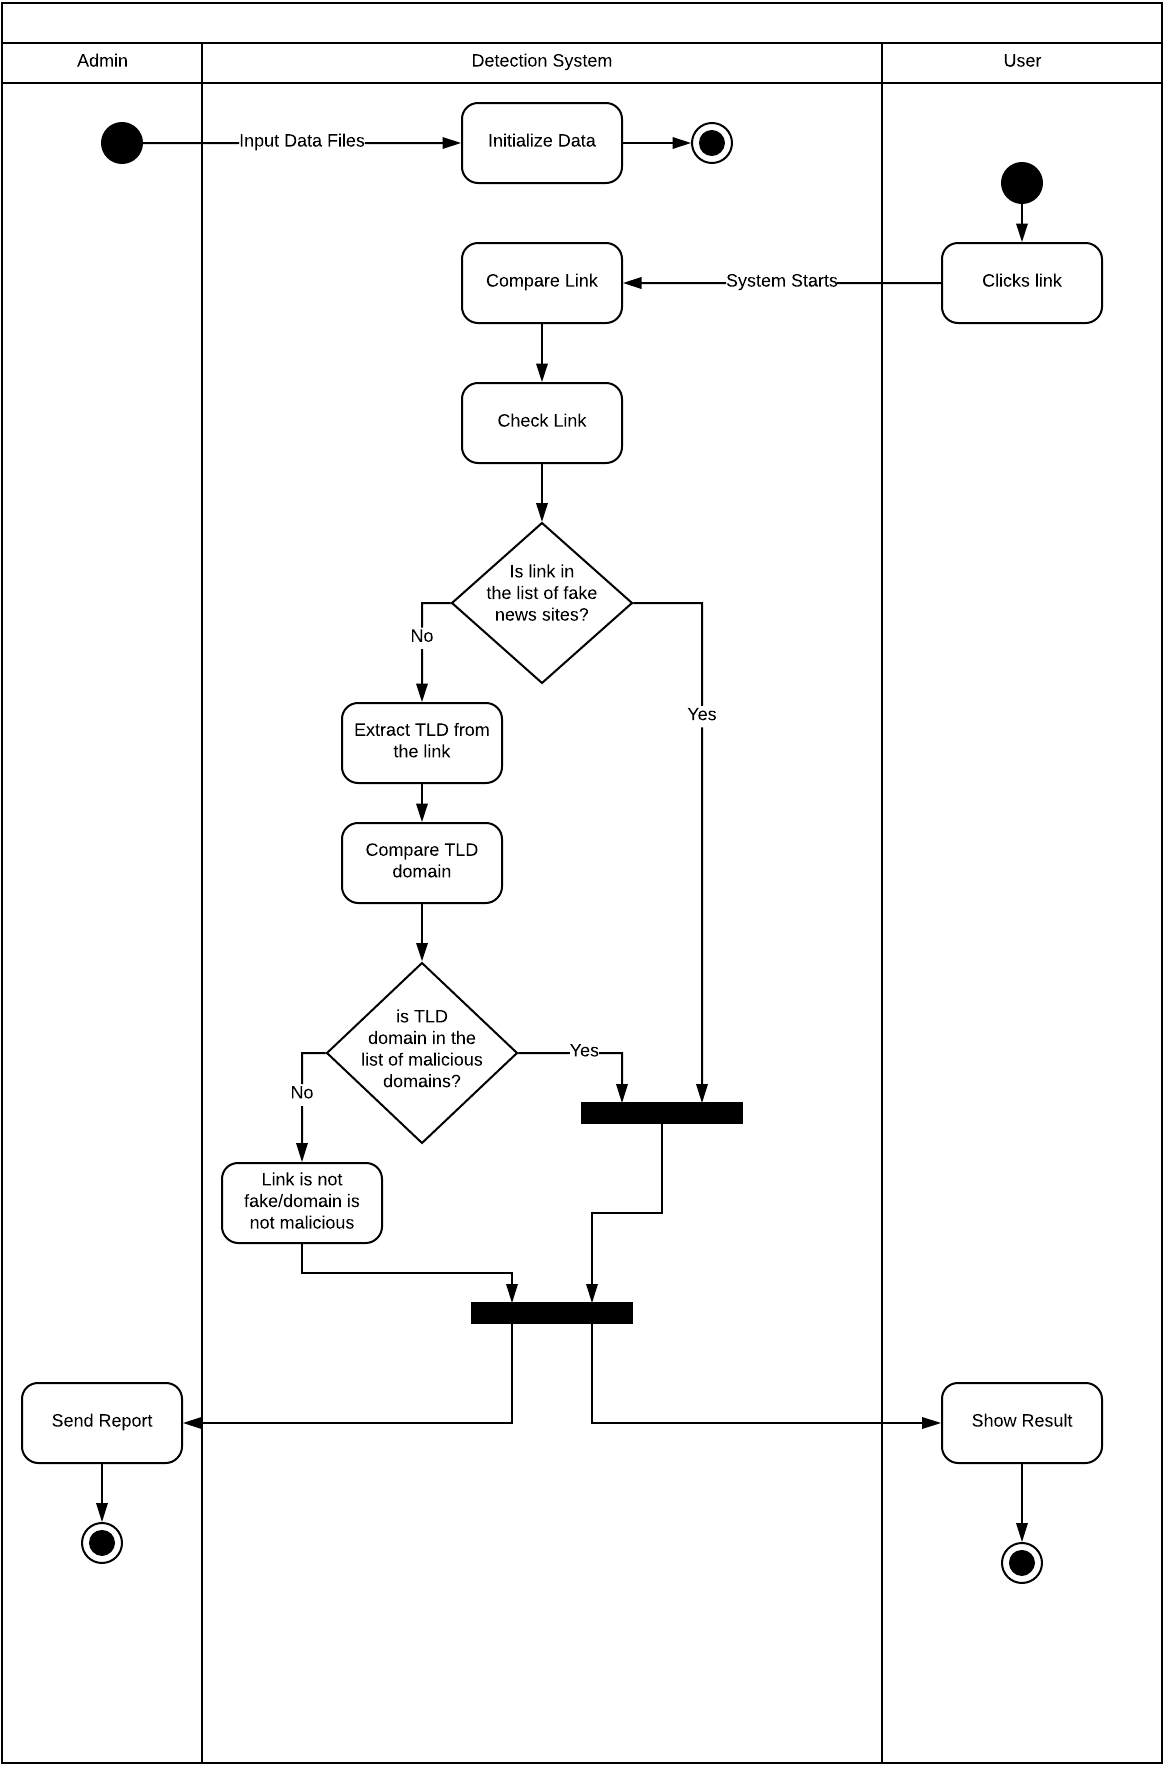 Admin
Detection System
User
Input Data Files
Initialize Data
Compare Link
System Starts
Clicks link
Check Link
Is link in
the list of fake
news sites?
No
Yes
Extract TLD from
the link
Compare TLD
domain
is TLD
domain in the
list of malicious
domains?
Yes
No
Link is not
fake/domain is
not malicious
Send Report
Show Result